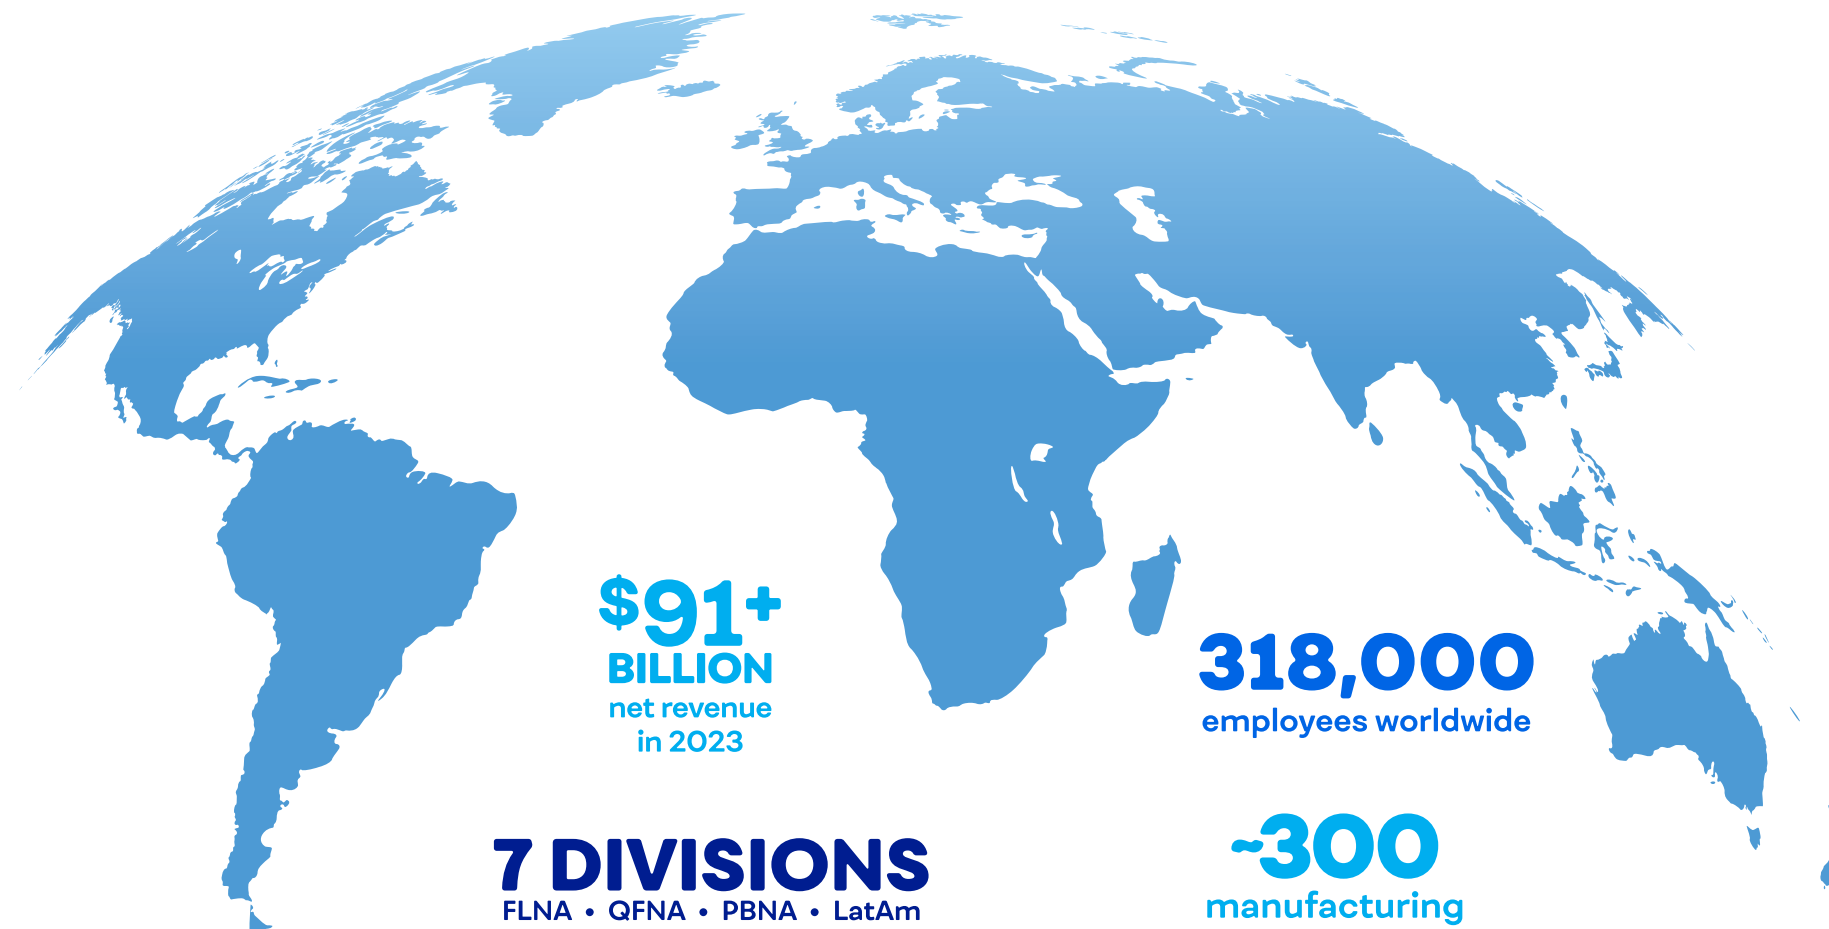 $91+
BILLION
net revenue
in 2023
318,000
employees worldwide
7 DIVISIONS
FLNA • QFNA • PBNA • LatAm
~300
manufacturing